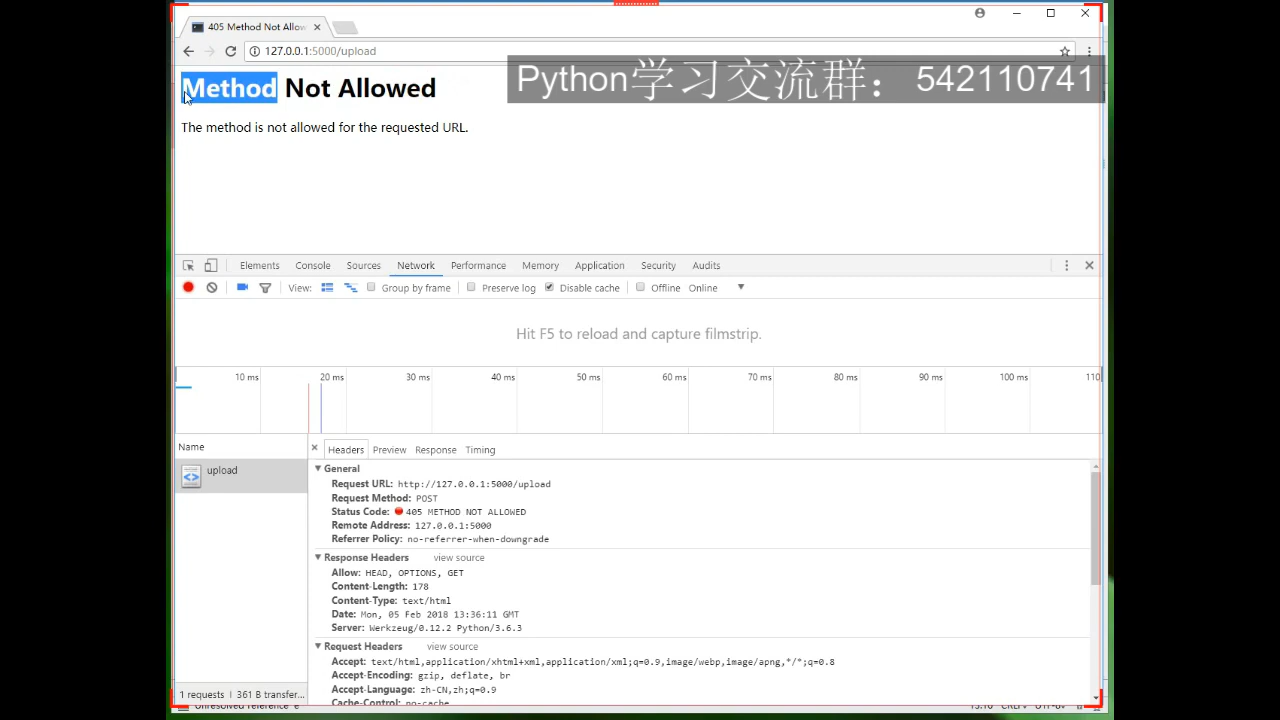 405 Method Not Allow
127.0.0.1:5000/upload
Python学习交流群：542110741
Method Not Allowed
The method is not allowed for the requested URL.
Elements Console Sources Network Performance Memory Application Security Audits
View: Group by frame Preserve log Disable cache Offline Online
Hit F5 to reload and capture filmstrip.
10 ms 20 ms 30 ms 40 ms 50 ms 60 ms 70 ms 80 ms 90 ms 100 ms 110
Name
Headers Preview Response Timing
upload
General
Request URL: http://127.0.0.1:5000/upload
Request Method: POST
Status Code: 405 METHOD NOT ALLOWED
Remote Address: 127.0.0.1:5000
Referrer Policy: no-referrer-when-downgrade
Response Headers view source
Allow: HEAD, OPTIONS, GET
Content-Length: 178
Content-Type: text/html
Date: Mon, 05 Feb 2018 13:36:11 GMT
Server: Werkzeug/0.12.2 Python/3.6.3
Request Headers view source
Accept: text/html,application/xhtml+xml,application/xml;q=0.9,image/webp,image/apng,*/*;q=0.8
Accept-Encoding: gzip, deflate, br
Accept-Language: zh-CN,zh;q=0.9
Cache-Control: no-cache
1 requests | 361 B transfer...
Unresolved reference 'e